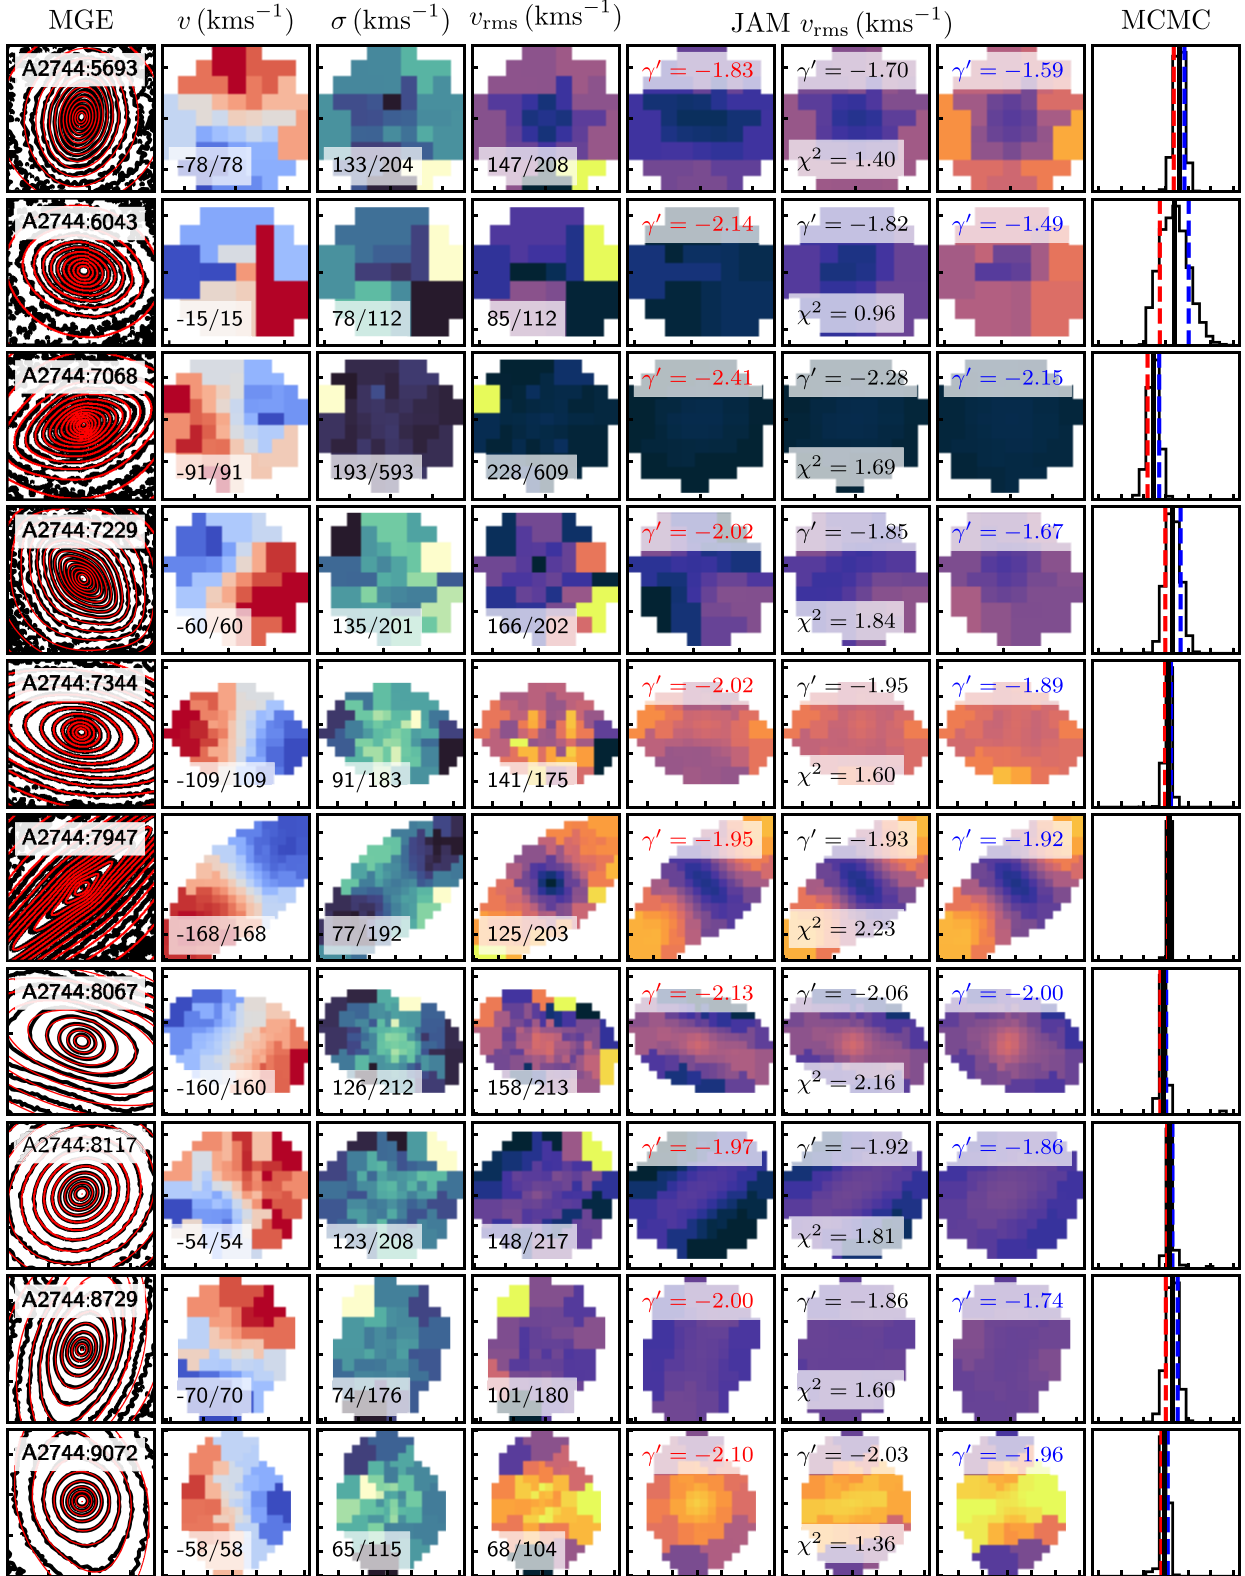 MGE v (kms⁻¹) σ (kms⁻¹) v_rms (kms⁻¹) JAM v_rms (kms⁻¹) MCMC
A2744:5693 -78/78 133/204 147/208 γ′ = −1.83 γ′ = −1.70 χ² = 1.40 γ′ = −1.59
A2744:6043 -15/15 78/112 85/112 γ′ = −2.14 γ′ = −1.82 χ² = 0.96 γ′ = −1.49
A2744:7068 -91/91 193/593 228/609 γ′ = −2.41 γ′ = −2.28 χ² = 1.69 γ′ = −2.15
A2744:7229 -60/60 135/201 166/202 γ′ = −2.02 γ′ = −1.85 χ² = 1.84 γ′ = −1.67
A2744:7344 -109/109 91/183 141/175 γ′ = −2.02 γ′ = −1.95 χ² = 1.60 γ′ = −1.89
A2744:7947 -168/168 77/192 125/203 γ′ = −1.95 γ′ = −1.93 χ² = 2.23 γ′ = −1.92
A2744:8067 -160/160 126/212 158/213 γ′ = −2.13 γ′ = −2.06 χ² = 2.16 γ′ = −2.00
A2744:8117 -54/54 123/208 148/217 γ′ = −1.97 γ′ = −1.92 χ² = 1.81 γ′ = −1.86
A2744:8729 -70/70 74/176 101/180 γ′ = −2.00 γ′ = −1.86 χ² = 1.60 γ′ = −1.74
A2744:9072 -58/58 65/115 68/104 γ′ = −2.10 γ′ = −2.03 χ² = 1.36 γ′ = −1.96